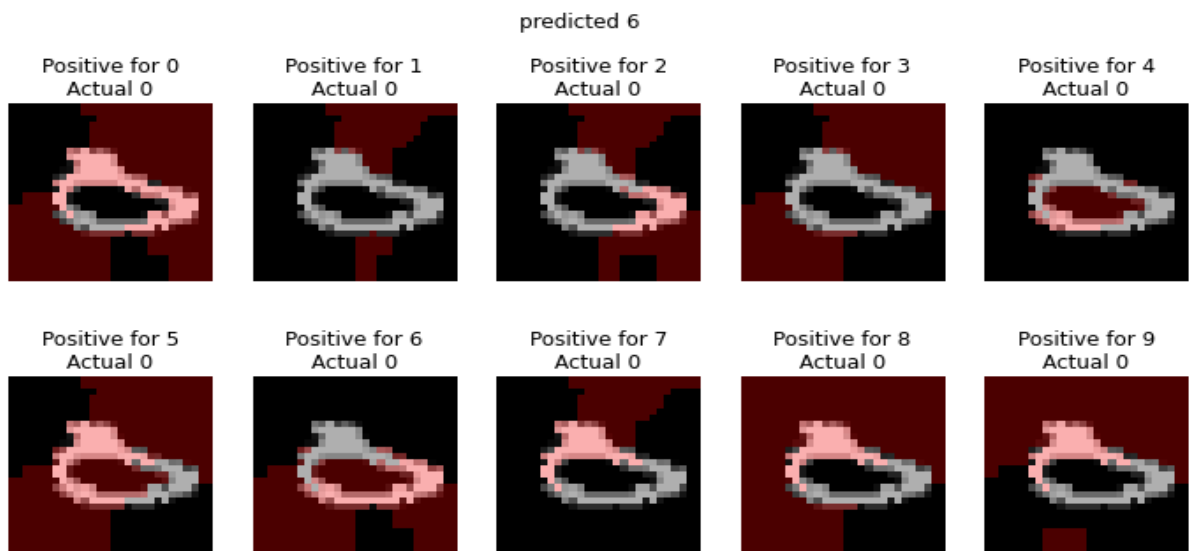 predicted 6
Positive for 0 Positive for 1 Positive for 2 Positive for 3 Positive for 4
Actual 0 Actual 0 Actual 0 Actual 0 Actual 0
Positive for 5 Positive for 6 Positive for 7 Positive for 8 Positive for 9
Actual 0 Actual 0 Actual 0 Actual 0 Actual 0